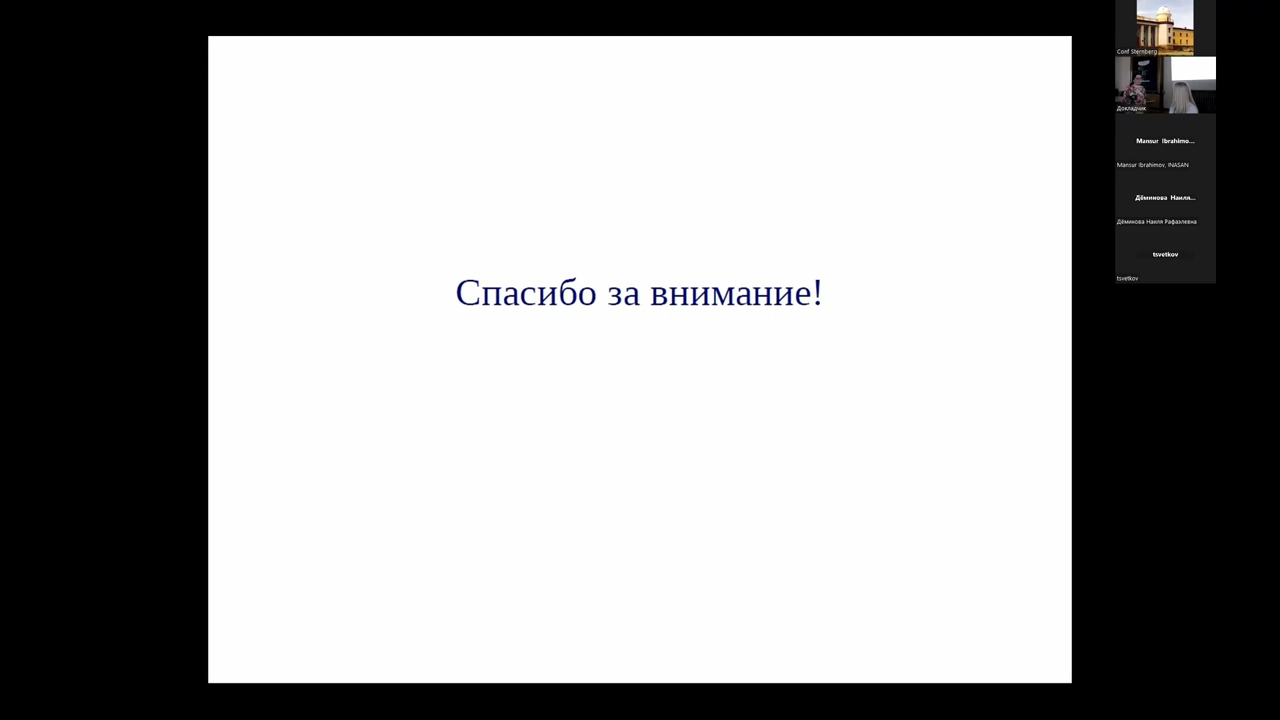 Спасибо за внимание!
Conf Sternberg
Докладчик
Mansur Ibrahimo...
Mansur Ibrahimov, INASAN
Дёминова Наиля...
Дёминова Наиля Рафаэлевна
tsvetkov
tsvetkov